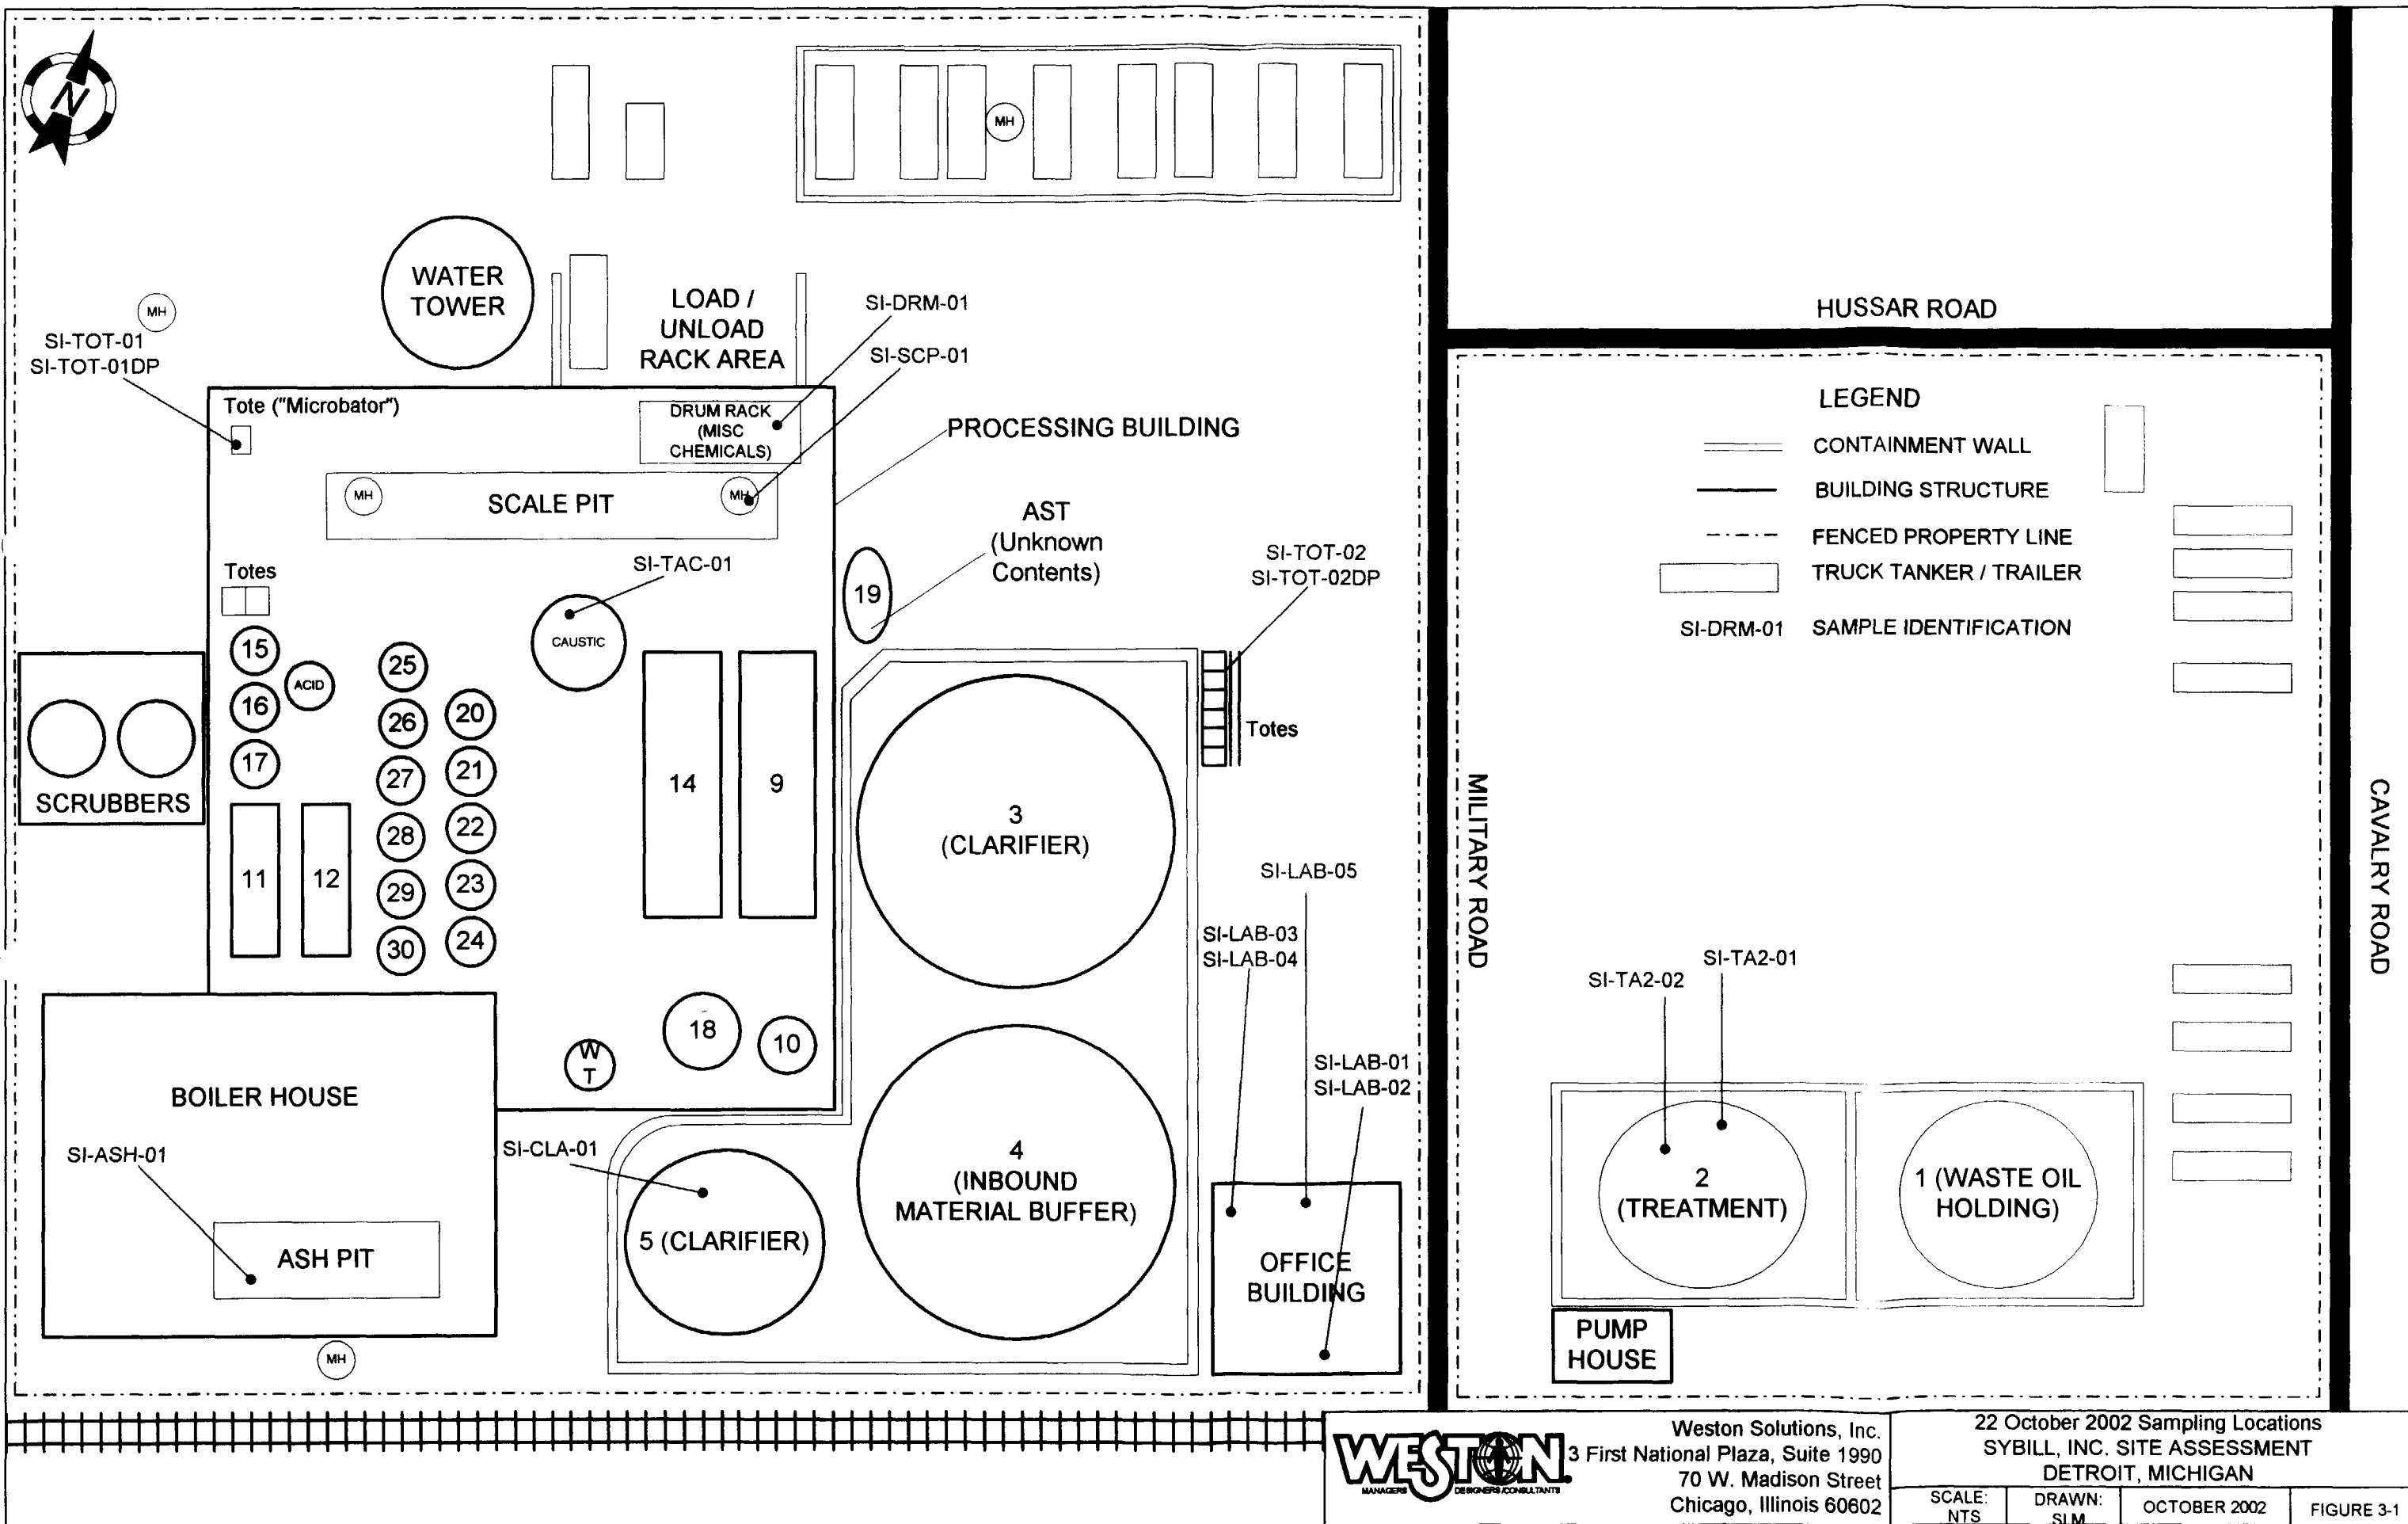 N
MH
WATER
TOWER
LOAD /
UNLOAD
RACK AREA
SI-DRM-01
SI-SCP-01
MH
SI-TOT-01
SI-TOT-01DP
Tote ("Microbator")
DRUM RACK
(MISC
CHEMICALS)
PROCESSING BUILDING
MH
SCALE PIT
MH
AST
(Unknown
Contents)
SI-TAC-01
Totes
CAUSTIC
19
SI-TOT-02
SI-TOT-02DP
Totes
15
16
17
ACID
25
26
27
28
29
30
20
21
22
23
24
SCRUBBERS
11
12
14
9
3
(CLARIFIER)
SI-LAB-05
SI-LAB-03
SI-LAB-04
SI-LAB-01
SI-LAB-02
18
10
W
T
BOILER HOUSE
SI-ASH-01
ASH PIT
MH
SI-CLA-01
5 (CLARIFIER)
4
(INBOUND
MATERIAL BUFFER)
OFFICE
BUILDING
HUSSAR ROAD
LEGEND
CONTAINMENT WALL
BUILDING STRUCTURE
FENCED PROPERTY LINE
TRUCK TANKER / TRAILER
SI-DRM-01 SAMPLE IDENTIFICATION
MILITARY ROAD
CAVALRY ROAD
SI-TA2-02
SI-TA2-01
2
(TREATMENT)
1 (WASTE OIL
HOLDING)
PUMP
HOUSE
WESTON
MANAGERS DESIGNERS/CONSULTANTS
Weston Solutions, Inc.
3 First National Plaza, Suite 1990
70 W. Madison Street
Chicago, Illinois 60602
22 October 2002 Sampling Locations
SYBILL, INC. SITE ASSESSMENT
DETROIT, MICHIGAN
SCALE:
NTS
DRAWN:
SLM
OCTOBER 2002
FIGURE 3-1